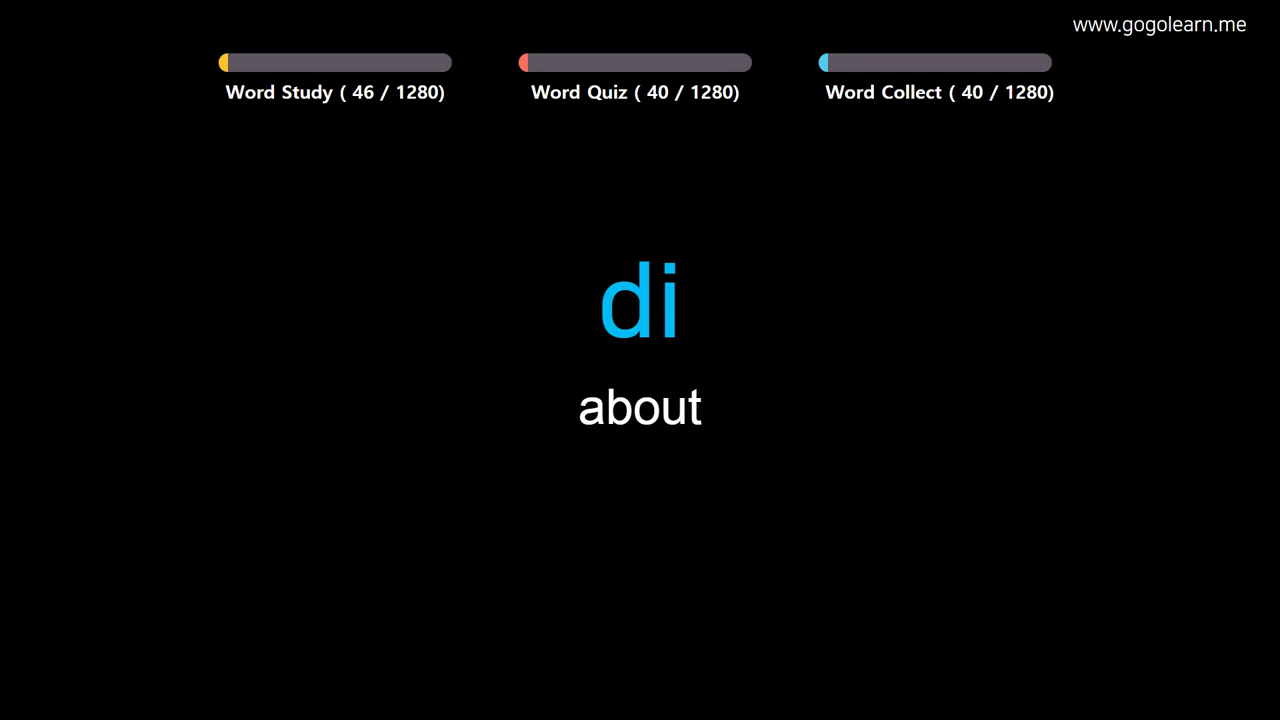 www.gogolearn.me
Word Study ( 46 / 1280)
Word Quiz ( 40 / 1280)
Word Collect ( 40 / 1280)
di
about